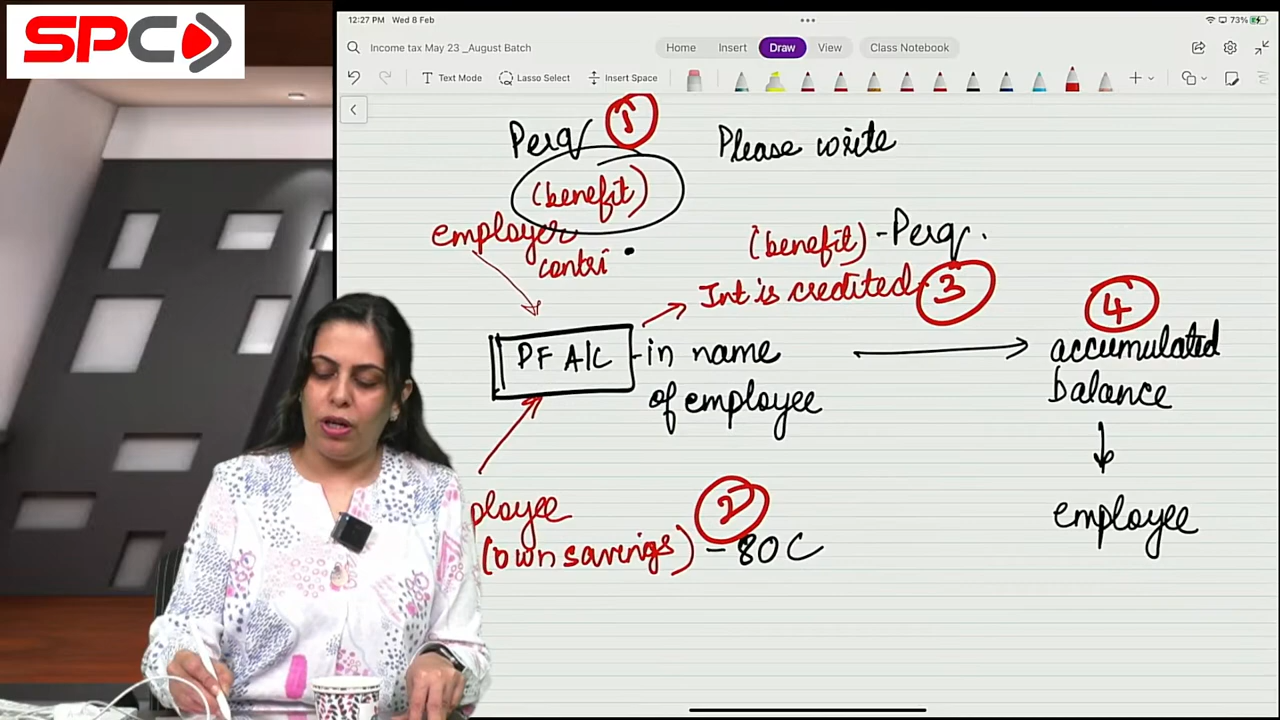 SPC
12:27 PM Wed 8 Feb
73%
Income tax May 23 _August Batch
Home Insert Draw View Class Notebook
Text Mode Lasso Select Insert Space
Perq 1 Please write
(benefit)
employer
contri
(benefit) - Perq.
Int is credited 3
4
PF A/C - in name
of employee
accumulated
balance
employee
ployee
(own savings) - 80C
2